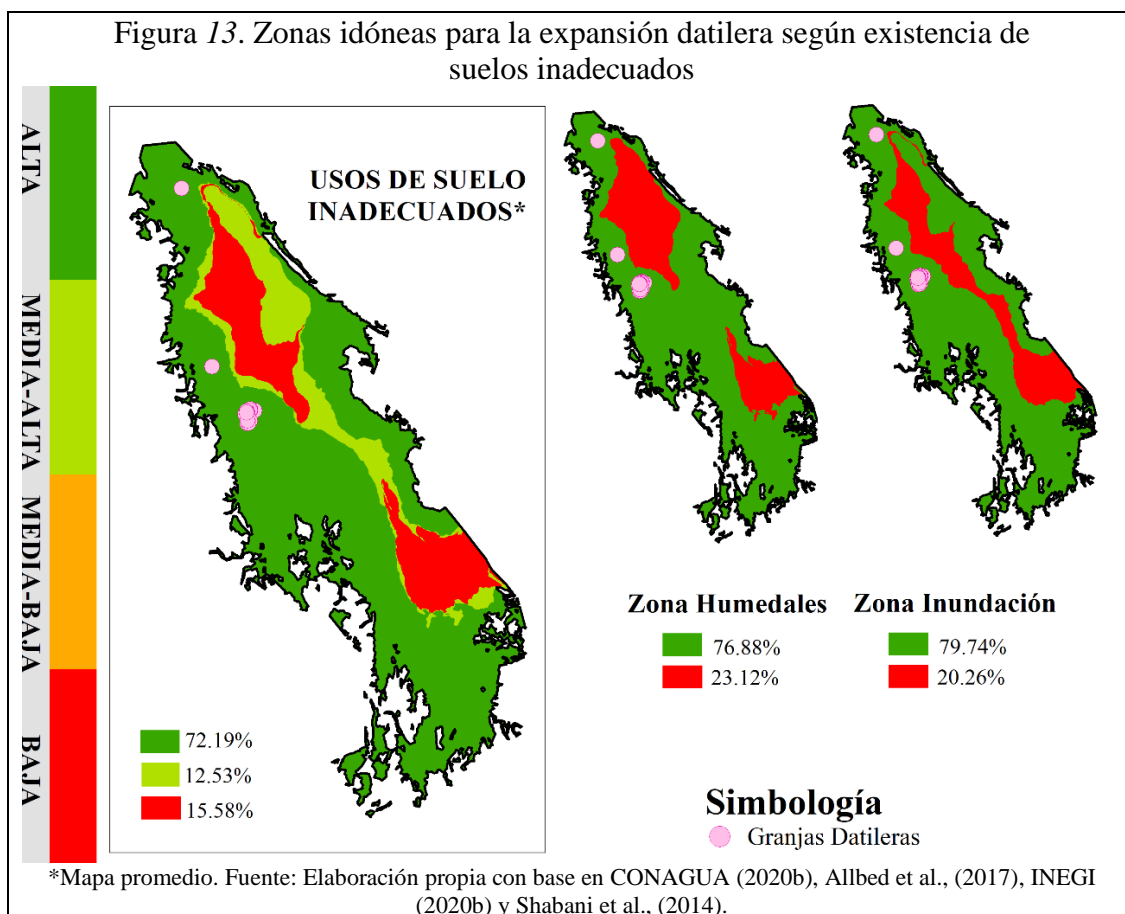 Figura 13. Zonas idóneas para la expansión datilera según existencia de
suelos inadecuados
ALTA
MEDIA-ALTA
MEDIA-BAJA
BAJA
USOS DE SUELO
INADECUADOS*
72.19%
12.53%
15.58%
Zona Humedales
76.88%
23.12%
Zona Inundación
79.74%
20.26%
Simbología
Granjas Datileras
*Mapa promedio. Fuente: Elaboración propia con base en CONAGUA (2020b), Allbed et al., (2017), INEGI
(2020b) y Shabani et al., (2014).